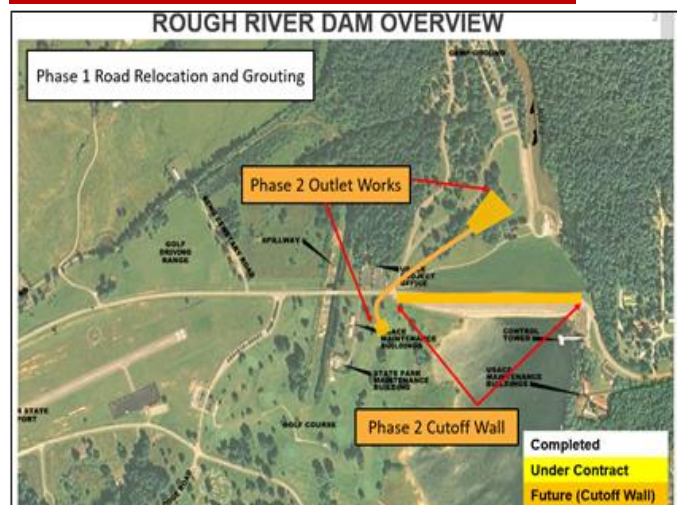 ROUGH RIVER DAM OVERVIEW
Phase 1 Road Relocation and Grouting
Phase 2 Outlet Works
SPILLWAY
GOLF
DRIVING
RANGE
OFFICE
MAINTENANCE
BUILDINGS
CONTROL
TOWER
STATE PARK
MAINTENANCE
BUILDING
USACE
MAINTENANCE
BUILDINGS
GOLF COURSE
Phase 2 Cutoff Wall
Completed
Under Contract
Future (Cutoff Wall)